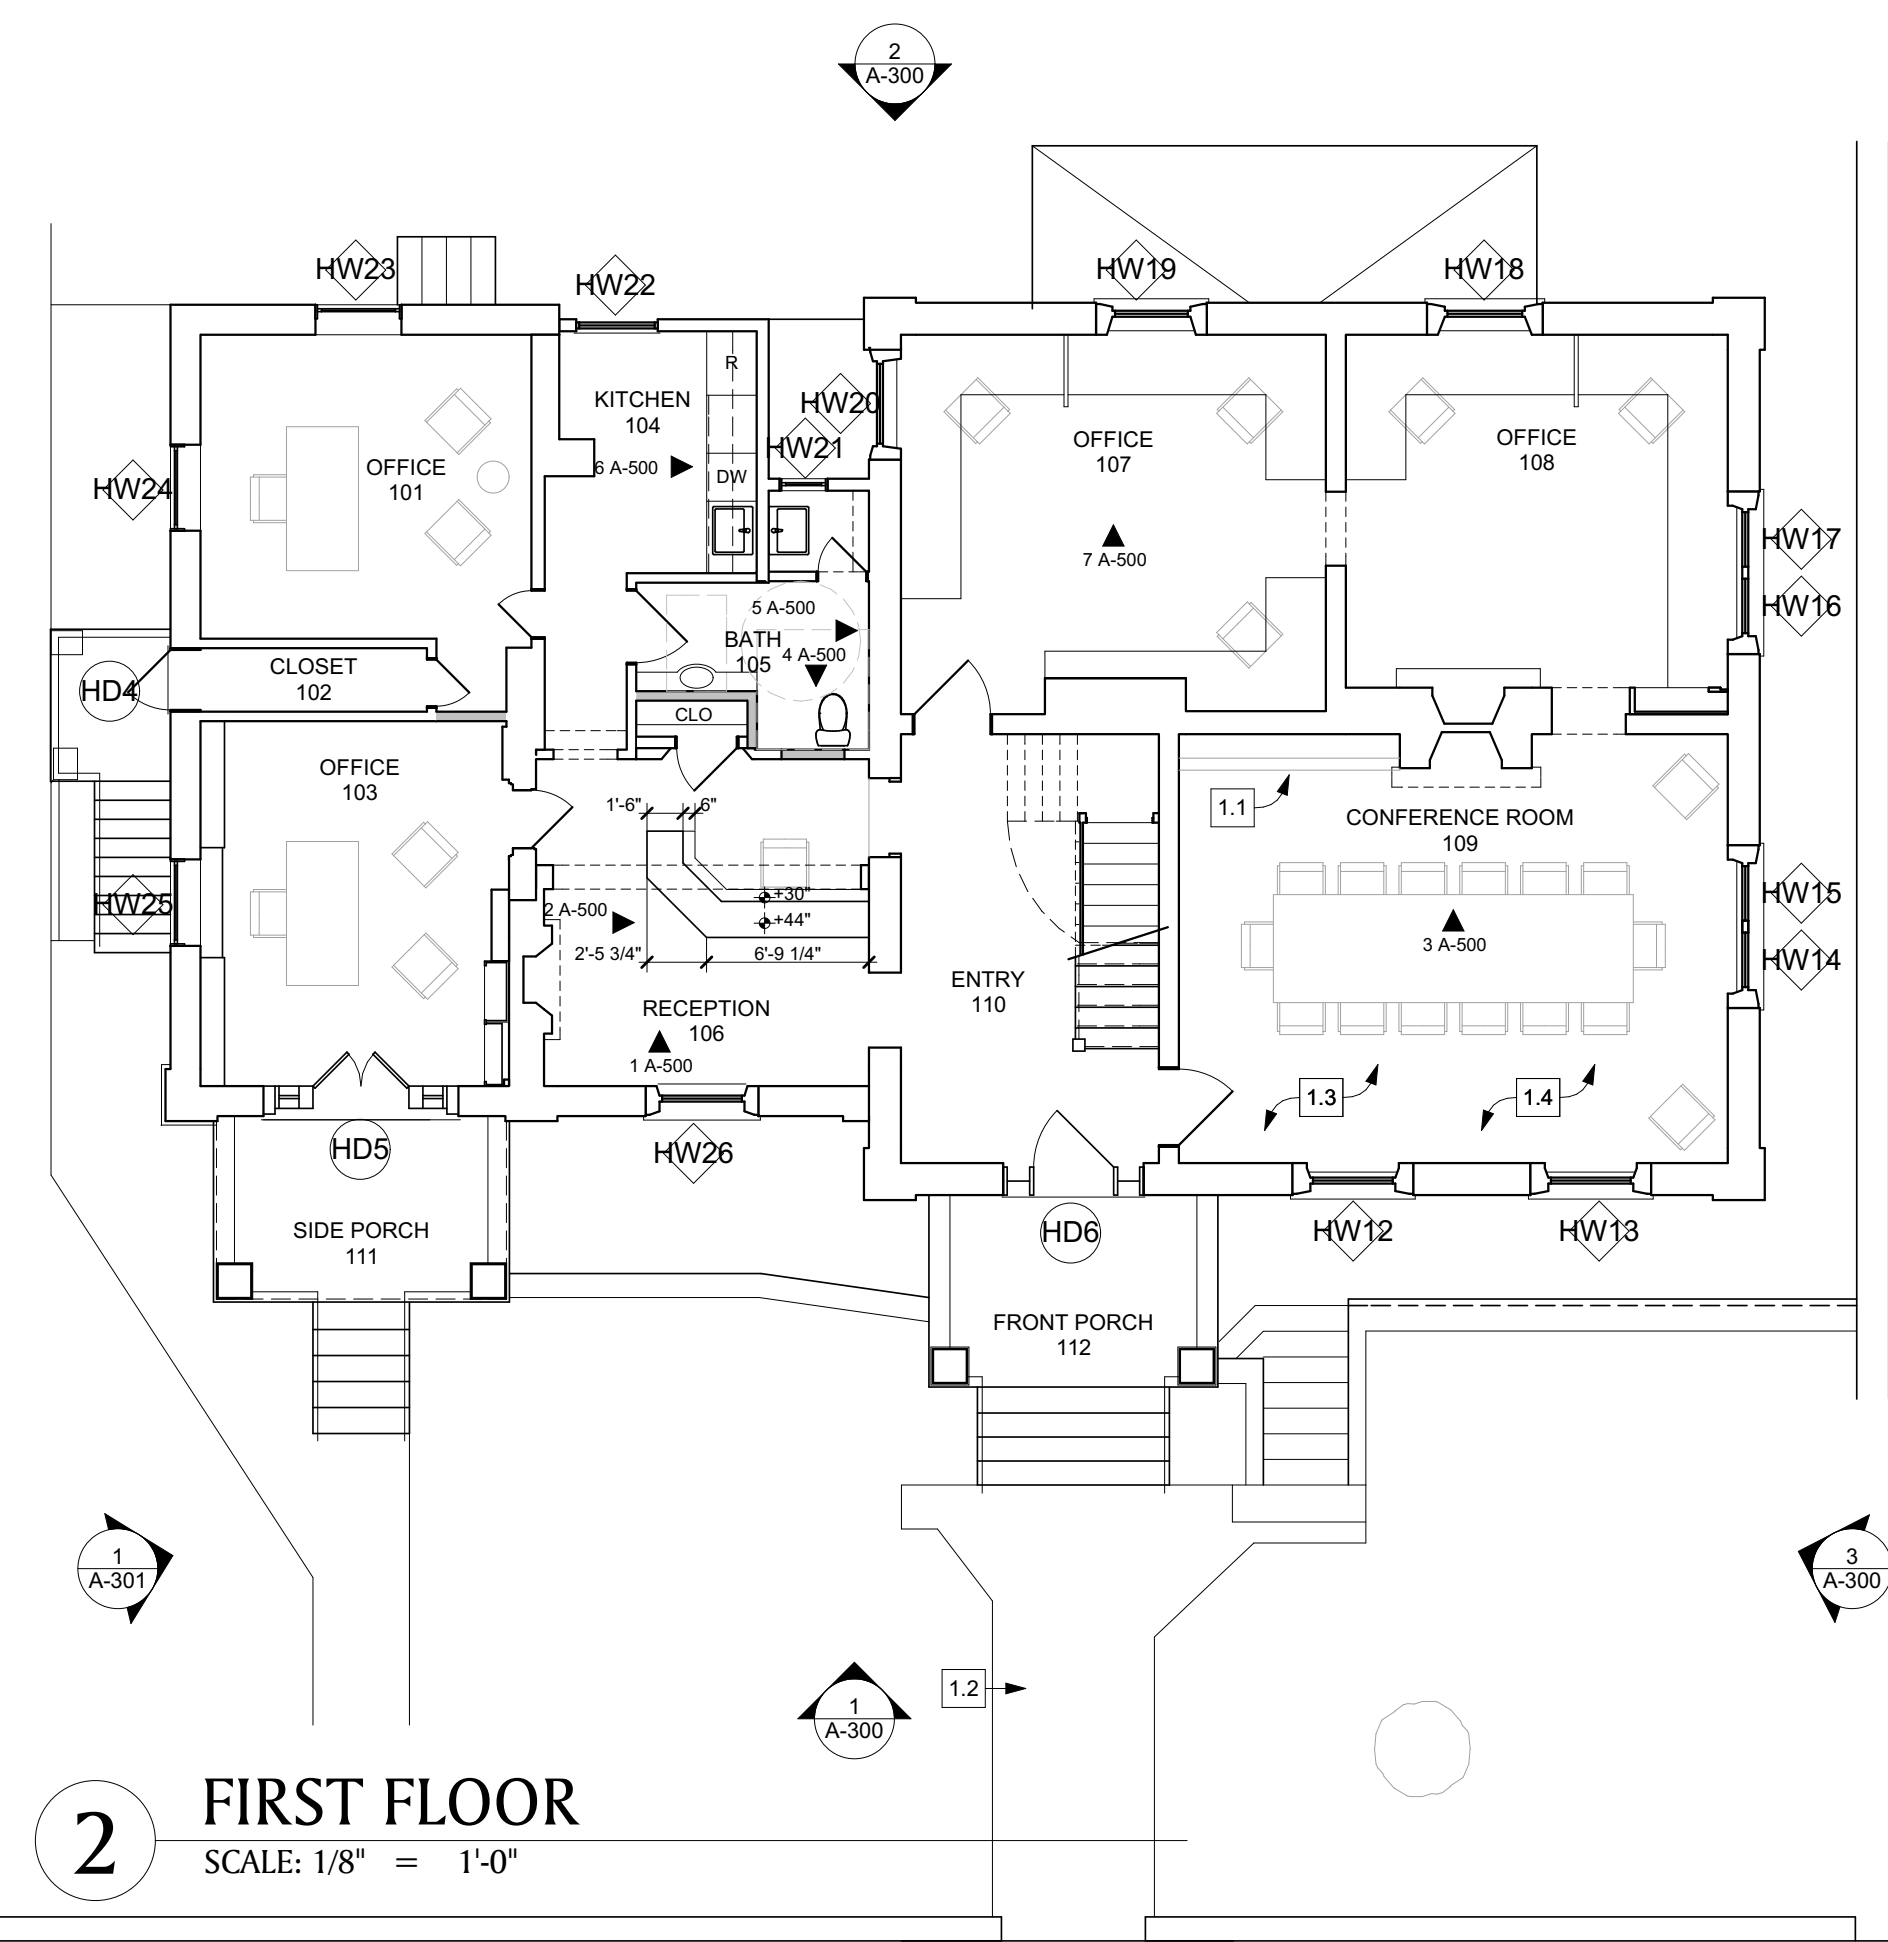 2
A-300
HW23
HW22
HW19
HW18
R
KITCHEN
104
HW20
HW21
OFFICE
107
OFFICE
108
OFFICE
101
6 A-500
DW
HW24
HW17
7 A-500
HW16
5 A-500
BATH
105
4 A-500
CLOSET
102
HD4
CLO
OFFICE
103
1'-6"
6"
1.1
CONFERENCE ROOM
109
HW25
+30"
2 A-500
+44"
HW15
2'-5 3/4"
6'-9 1/4"
3 A-500
HW14
ENTRY
110
RECEPTION
106
1 A-500
1.3
1.4
HD5
HW26
SIDE PORCH
111
HD6
HW12
HW13
FRONT PORCH
112
1
A-301
3
A-300
1.2
1
A-300
2
FIRST FLOOR
SCALE: 1/8" = 1'-0"